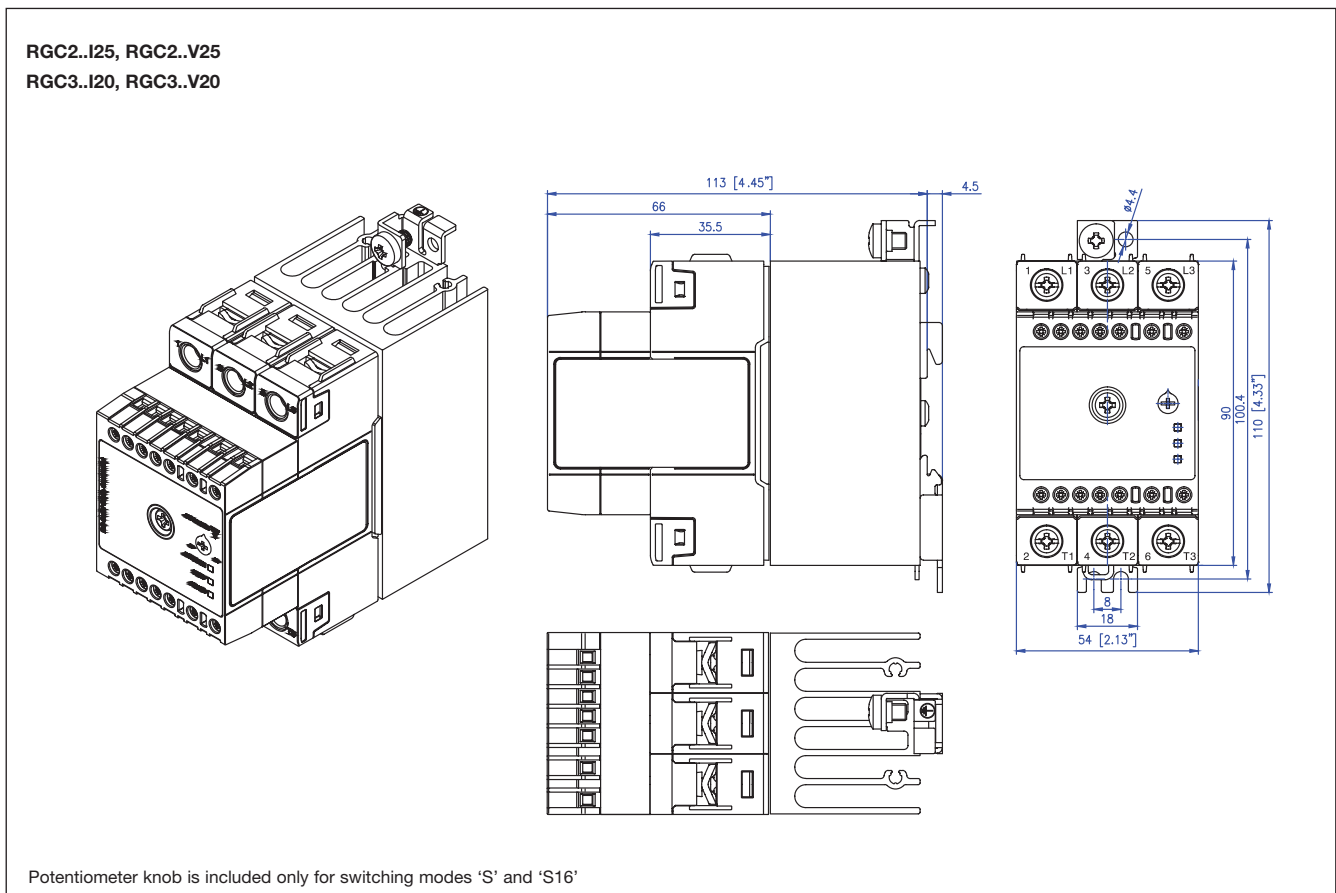 RGC2..I25, RGC2..V25
RGC3..I20, RGC3..V20
113 [4.45"]
4.5
66
35.5
ø4.4
1 L1 3 L2 5 L3
90
100.4
110 [4.33"]
2 T1 4 T2 6 T3
8
18
54 [2.13"]
Potentiometer knob is included only for switching modes ‘S’ and ‘S16’